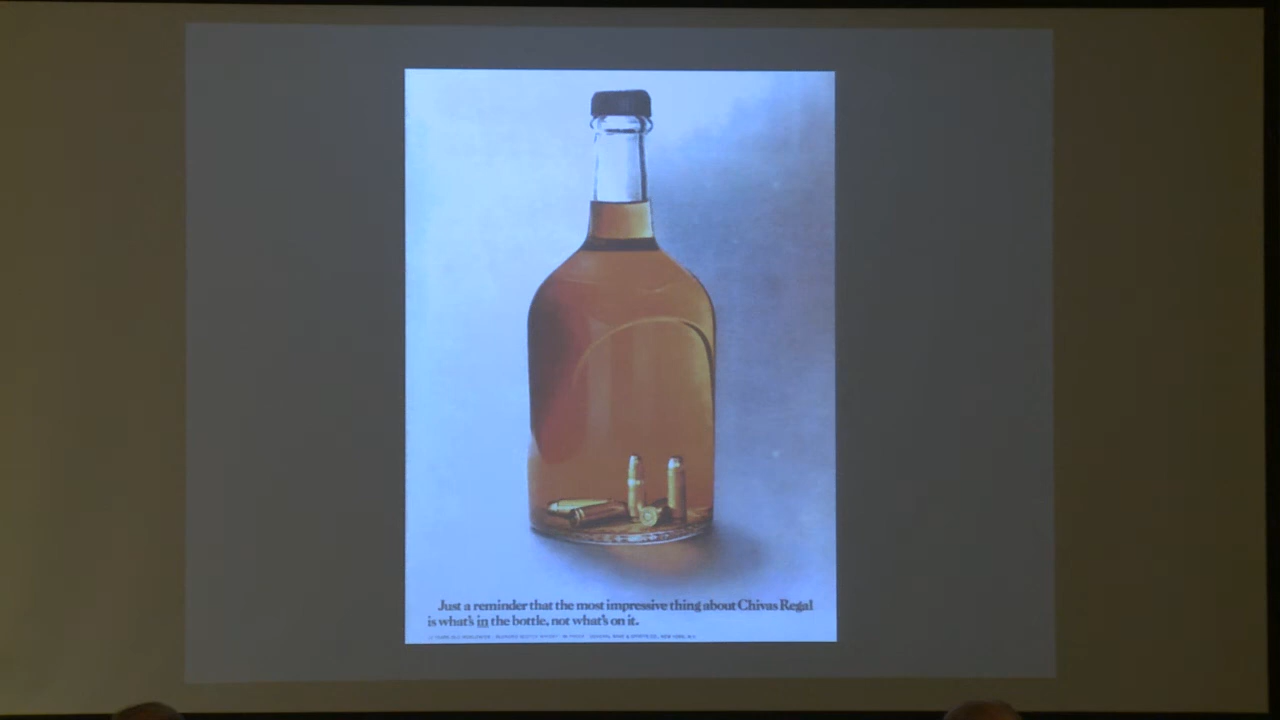 Just a reminder that the most impressive thing about Chivas Regal
is what's in the bottle, not what's on it.